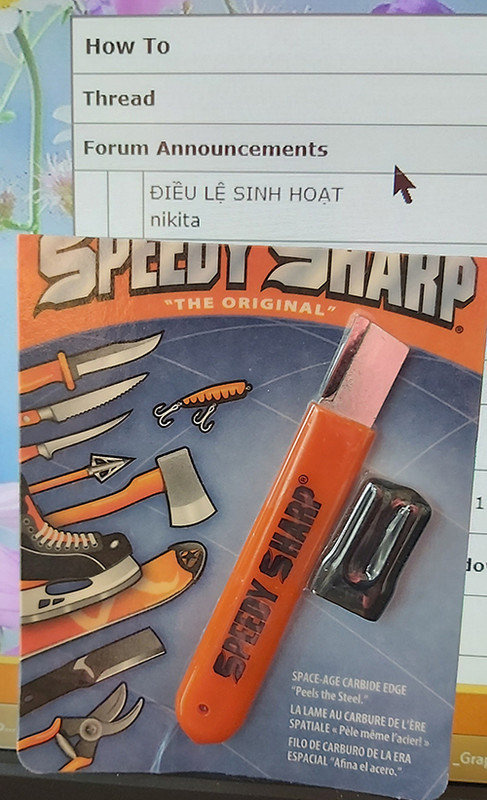 How To
Thread
Forum Announcements
ĐIỀU LỆ SINH HOẠT
nikita
SPEEDY SHARP®
"THE ORIGINAL"
SPEEDY SHARP®
1
SPACE-AGE CARBIDE EDGE
"Peels the Steel."
LA LAME AU CARBURE DE L'ÈRE
SPATIALE « Pèle même l'acier! »
FILO DE CARBURO DE LA ERA
ESPACIAL "Afina el acero."